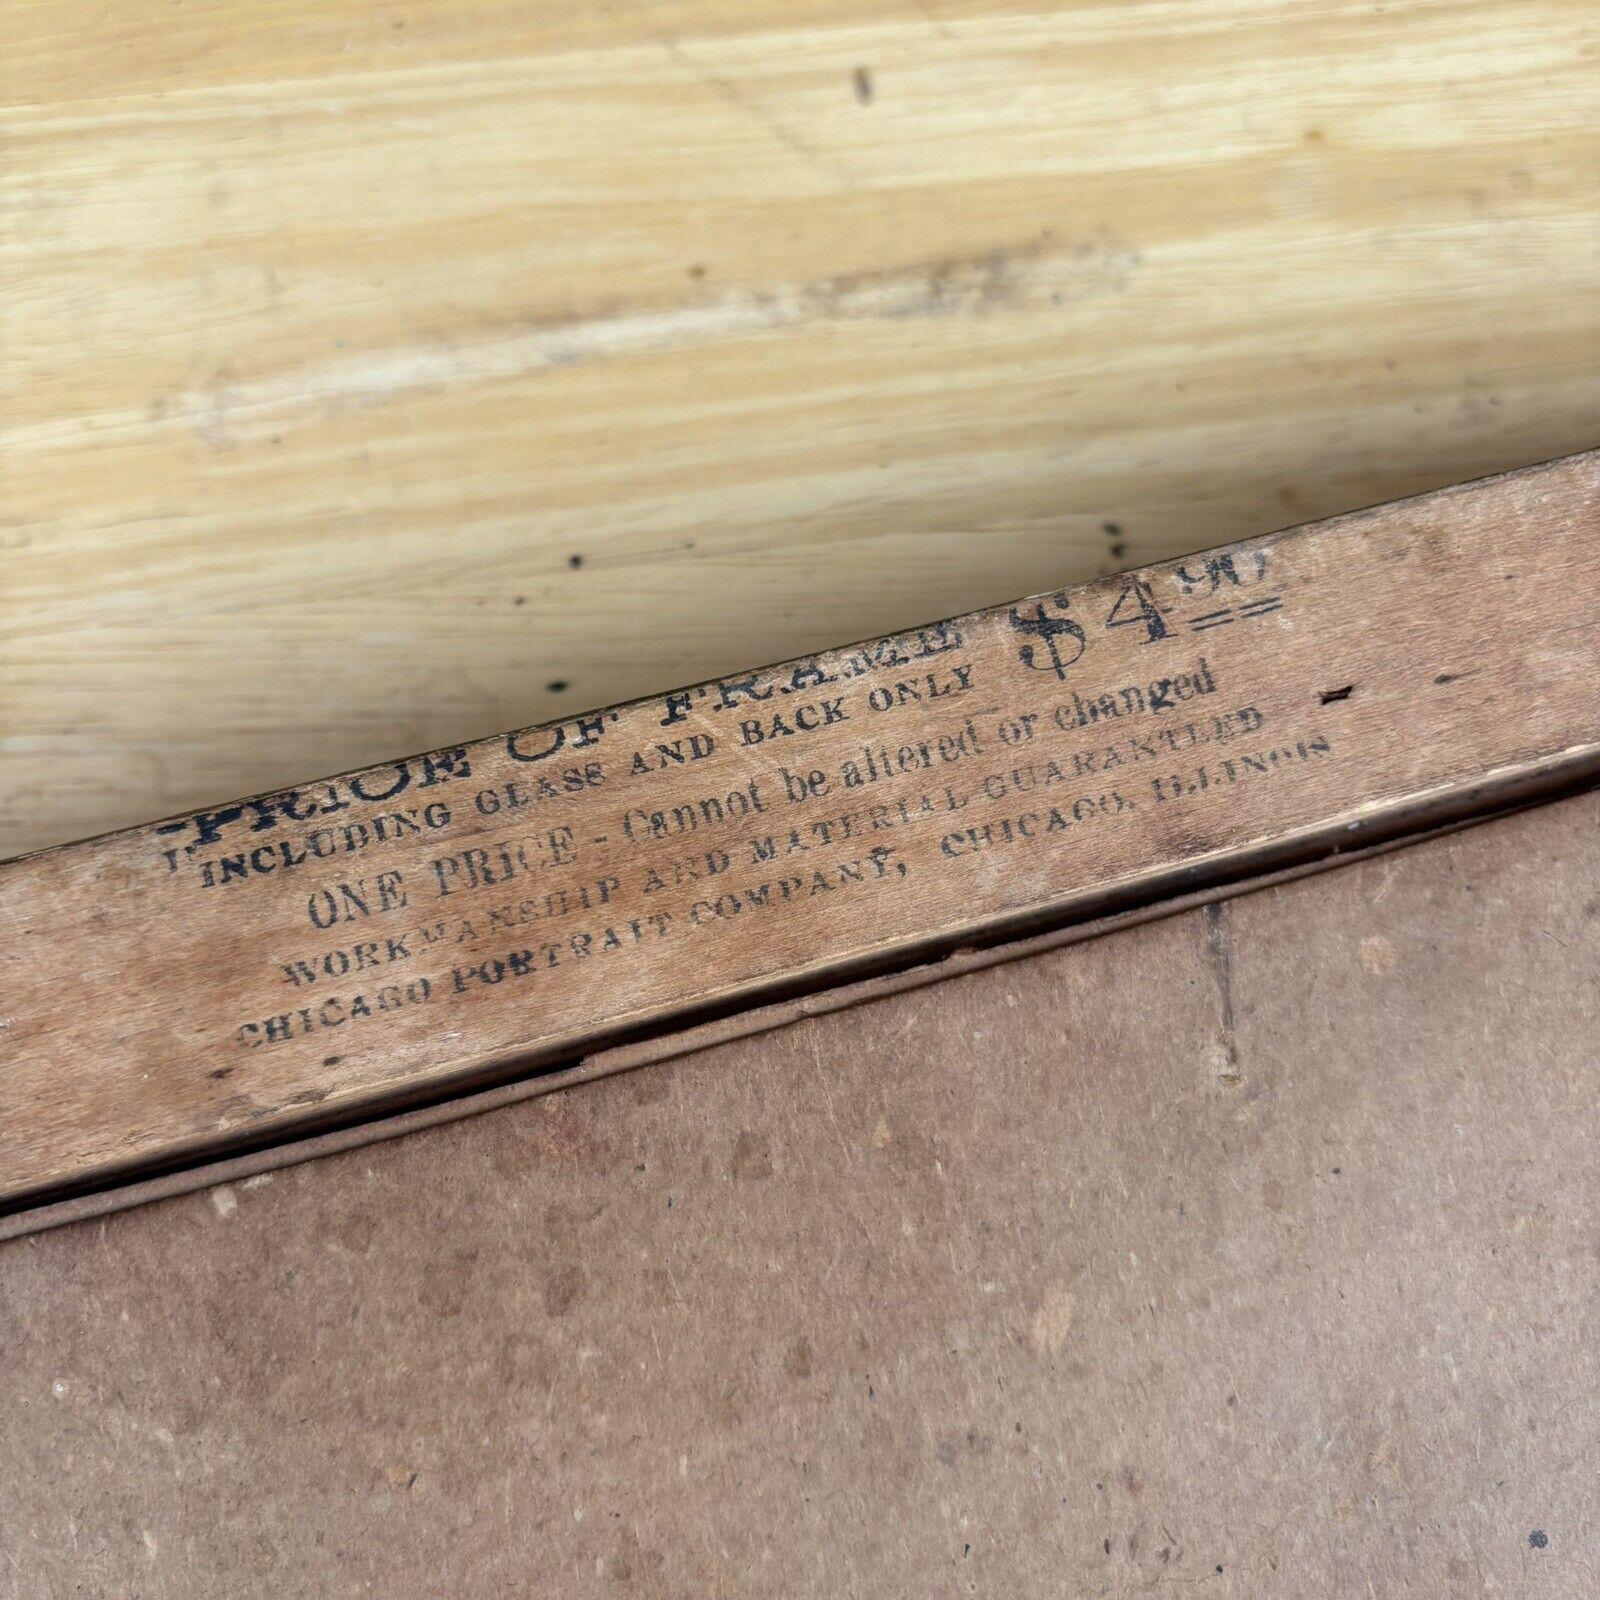 PRICE OF FRAME $4.90
INCLUDING GLASS AND BACK ONLY
ONE PRICE - Cannot be altered or changed
WORKMANSHIP AND MATERIAL GUARANTEED
CHICAGO PORTRAIT COMPANY, CHICAGO, ILLINOIS